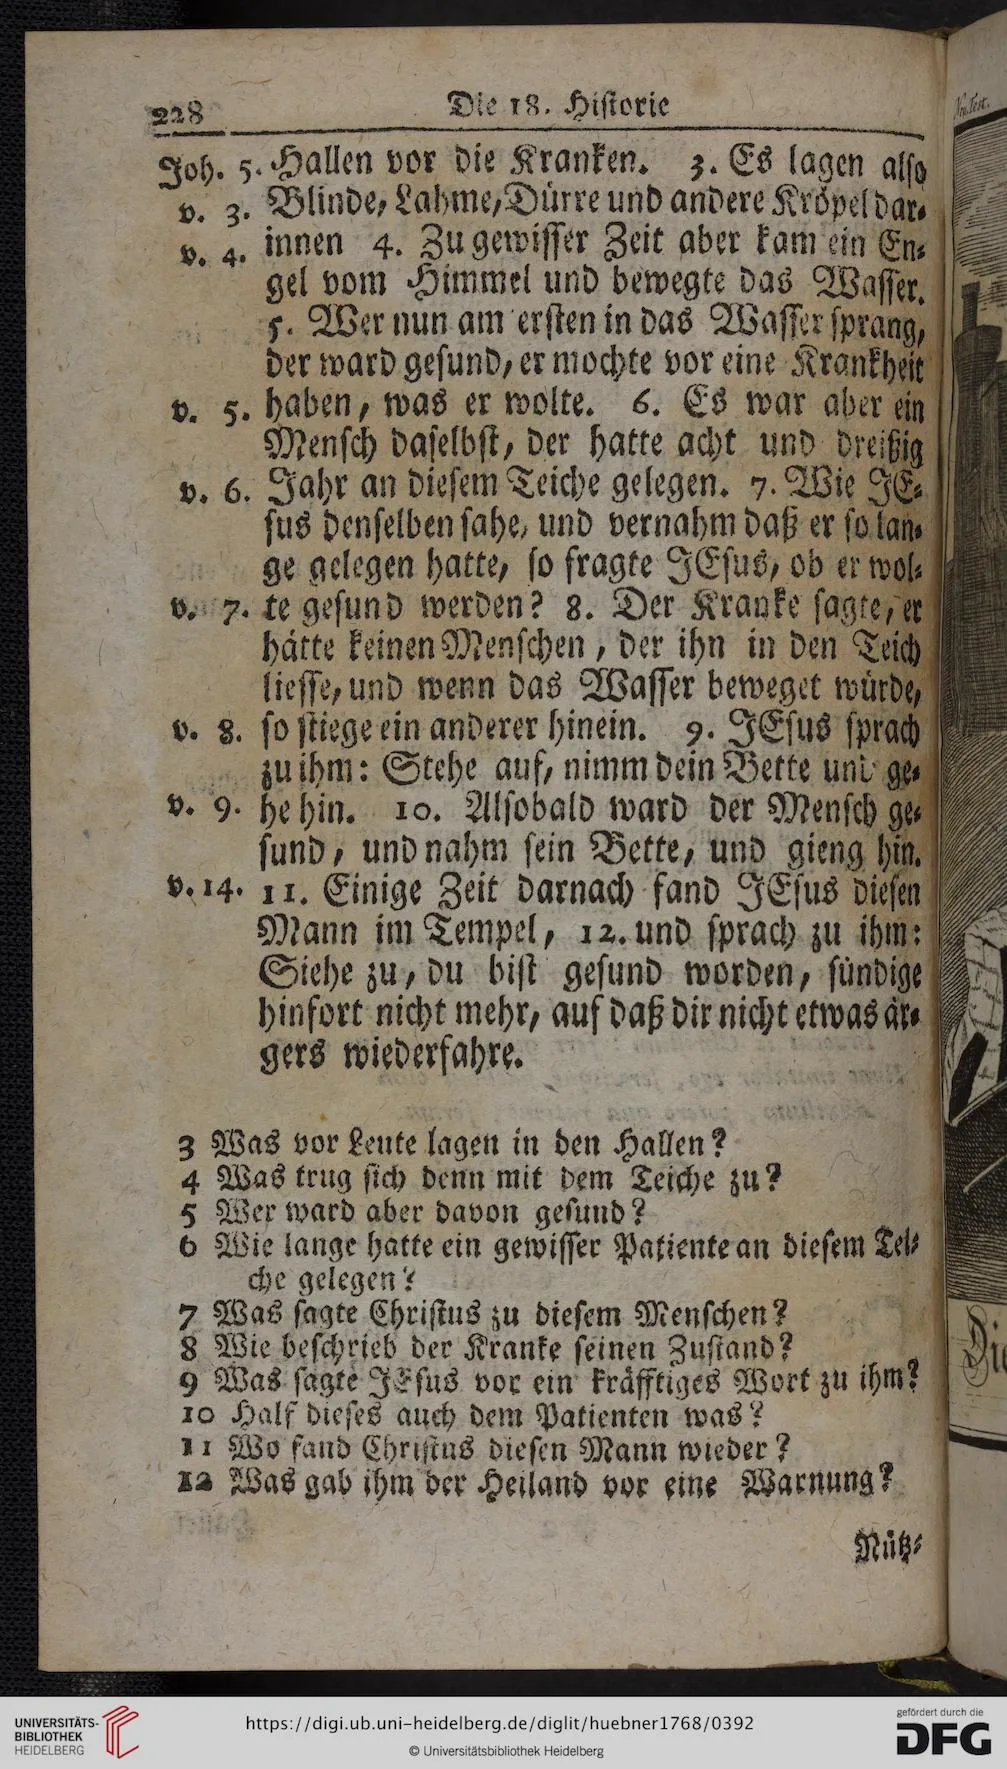 228 Die 18. Historie
Joh. 5. Hallen vor die Kranken. 3. Es lagen also
v. 3. Blinde, Lahme, Dürre und andere Kröpel dar⸗
v. 4. innen 4. Zu gewisser Zeit aber kam ein En⸗
gel vom Himmel und bewegte das Wasser.
5. Wer nun am ersten in das Wasser sprang,
der ward gesund, er mochte vor eine Krankheit
v. 5. haben, was er wolte. 6. Es war aber ein
Mensch daselbst, der hatte acht und dreißig
v. 6. Jahr an diesem Teiche gelegen. 7. Wie JE⸗
sus denselben sahe, und vernahm daß er so lan⸗
ge gelegen hatte, so fragte JEsus, ob er wol⸗
v. 7. te gesund werden? 8. Der Kranke sagte, er
hätte keinen Menschen, der ihn in den Teich
liesse, und wenn das Wasser beweget würde,
v. 8. so stiege ein anderer hinein. 9. JEsus sprach
zu ihm: Stehe auf, nimm dein Bette und ge⸗
v. 9. he hin. 10. Alsobald ward der Mensch ge⸗
sund, und nahm sein Bette, und gieng hin.
v. 14. 11. Einige Zeit darnach fand JEsus diesen
Mann im Tempel, 12. und sprach zu ihm:
Siehe zu, du bist gesund worden, sündige
hinfort nicht mehr, auf daß dir nicht etwas är⸗
gers wiederfahre.
3 Was vor Leute lagen in den Hallen?
4 Was trug sich denn mit dem Teiche zu?
5 Wer ward aber davon gesund?
6 Wie lange hatte ein gewisser Patiente an diesem Tei⸗
che gelegen?
7 Was sagte Christus zu diesem Menschen?
8 Wie beschrieb der Kranke seinen Zustand?
9 Was sagte JEsus vor ein kräfftiges Wort zu ihm?
10 Half dieses auch dem Patienten was?
11 Wo fand Christus diesen Mann wieder?
12 Was gab ihm der Heiland vor eine Warnung?
Nütz⸗
Die
UNIVERSITÄTS-
BIBLIOTHEK
HEIDELBERG
https://digi.ub.uni-heidelberg.de/diglit/huebner1768/0392
© Universitätsbibliothek Heidelberg
gefördert durch die
DFG